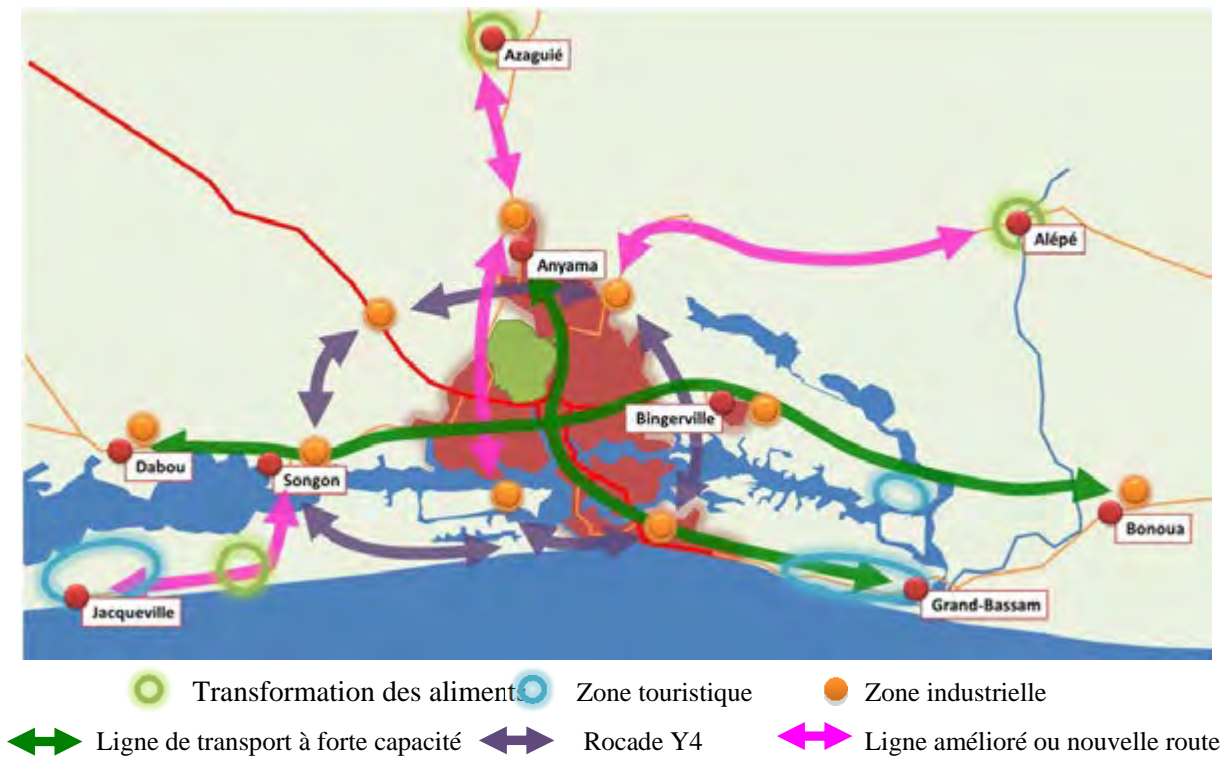 Azaguié
Alépé
Anyama
Bingerville
Dabou
Songon
Bonoua
Jacqueville
Grand-Bassam
Transformation des aliments
Zone touristique
Zone industrielle
Ligne de transport à forte capacité
Rocade Y4
Ligne amélioré ou nouvelle route